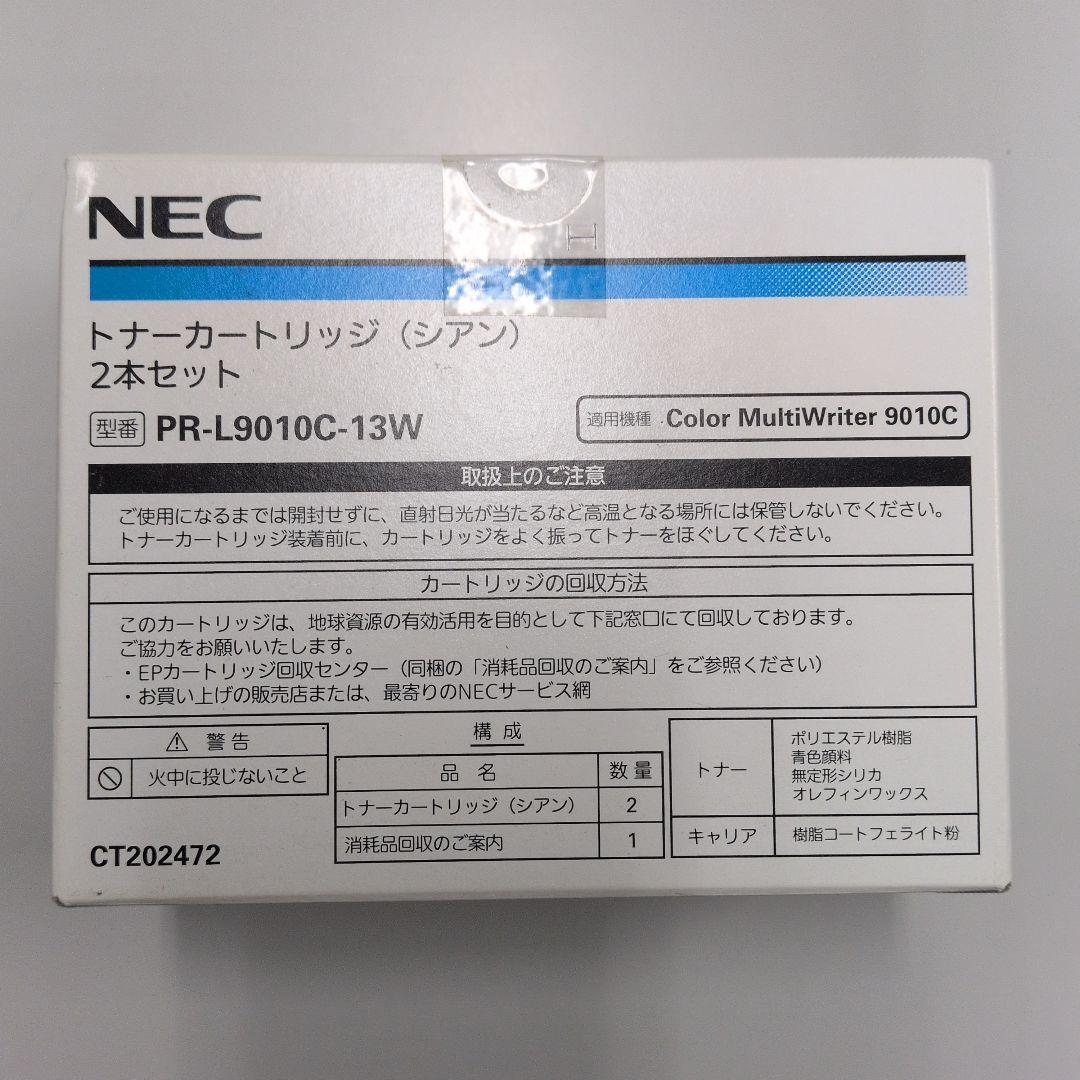 NEC
トナーカートリッジ（シアン）
2本セット
型番 PR-L9010C-13W
適用機種 Color MultiWriter 9010C
取扱上のご注意
ご使用になるまでは開封せずに、直射日光が当たるなど高温となる場所には保管しないでください。
トナーカートリッジ装着前に、カートリッジをよく振ってトナーをほぐしてください。
カートリッジの回収方法
このカートリッジは、地球資源の有効活用を目的として下記窓口にて回収しております。
ご協力をお願いいたします。
・EPカートリッジ回収センター（同梱の「消耗品回収のご案内」をご参照ください）
・お買い上げの販売店または、最寄りのNECサービス網
⚠ 警告
火中に投じないこと
CT202472
構成
品名 数量
トナーカートリッジ（シアン） 2
消耗品回収のご案内 1
トナー ポリエステル樹脂
青色顔料
無定形シリカ
オレフィンワックス
キャリア 樹脂コートフェライト粉